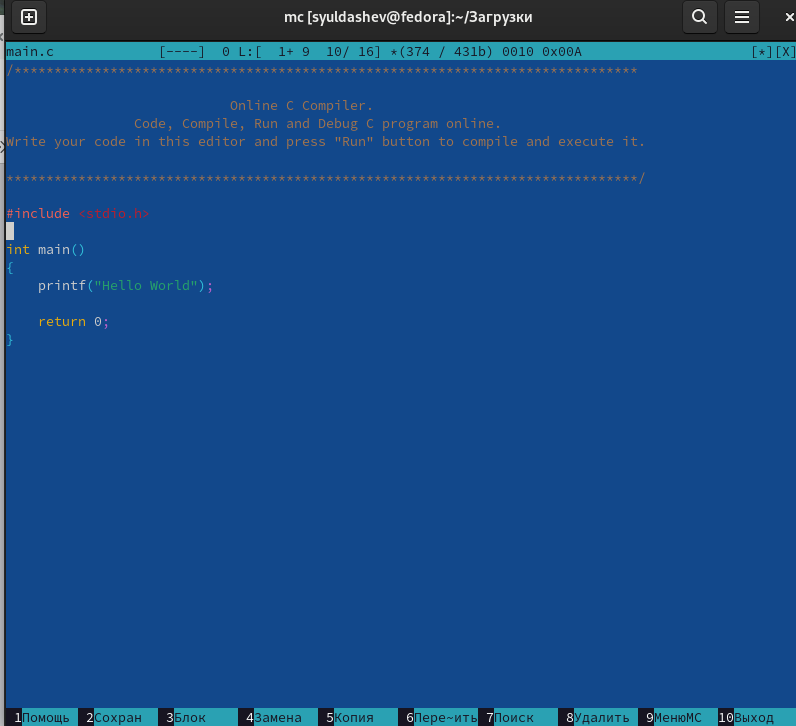 mc [syuldashev@fedora]:~/Загрузки
main.c [----] 0 L:[ 1+ 9 10/ 16] *(374 / 431b) 0010 0x00A [*][X]
/******************************************************************************
Online C Compiler.
Code, Compile, Run and Debug C program online.
Write your code in this editor and press "Run" button to compile and execute it.
*******************************************************************************/
#include <stdio.h>
int main()
{
    printf("Hello World");
    return 0;
}
1Помощь 2Сохран 3Блок 4Замена 5Копия 6Пере~ить 7Поиск 8Удалить 9МенюMC 10Выход